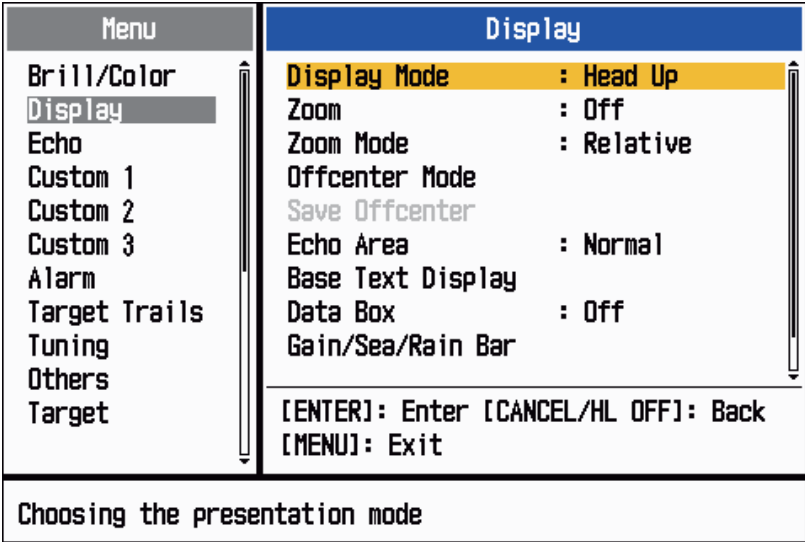 Menu
Brill/Color
Display
Echo
Custom 1
Custom 2
Custom 3
Alarm
Target Trails
Tuning
Others
Target
Display
Display Mode : Head Up
Zoom : Off
Zoom Mode : Relative
Offcenter Mode
Save Offcenter
Echo Area : Normal
Base Text Display
Data Box : Off
Gain/Sea/Rain Bar
[ENTER]: Enter [CANCEL/HL OFF]: Back
[MENU]: Exit
Choosing the presentation mode